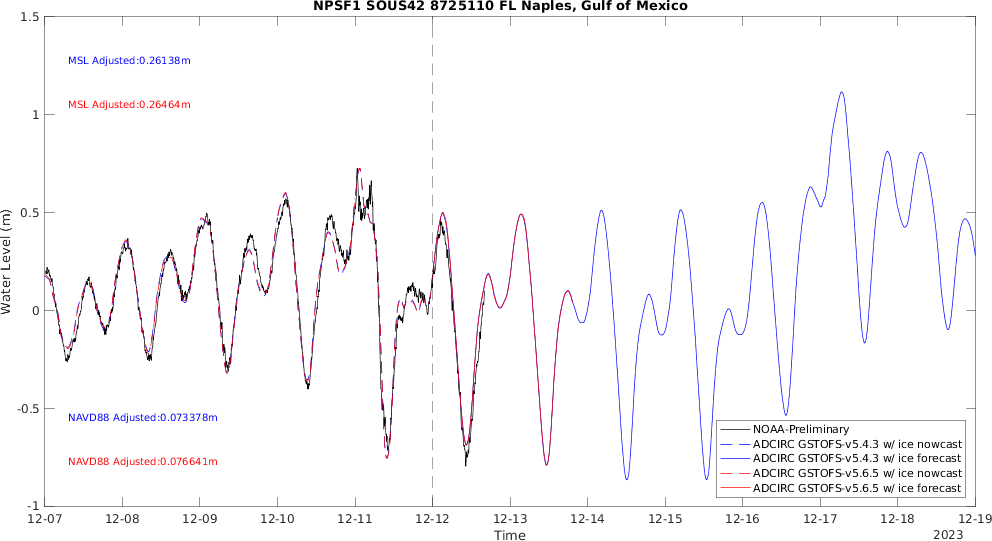 NPSF1 SOUS42 8725110 FL Naples, Gulf of Mexico
1.5
1
0.5
0
-0.5
-1
Water Level (m)
MSL Adjusted:0.26138m
MSL Adjusted:0.26464m
NAVD88 Adjusted:0.073378m
NAVD88 Adjusted:0.076641m
NOAA-Preliminary
ADCIRC GSTOFS-v5.4.3 w/ ice nowcast
ADCIRC GSTOFS-v5.4.3 w/ ice forecast
ADCIRC GSTOFS-v5.6.5 w/ ice nowcast
ADCIRC GSTOFS-v5.6.5 w/ ice forecast
12-07 12-08 12-09 12-10 12-11 12-12 12-13 12-14 12-15 12-16 12-17 12-18 12-19
Time
2023